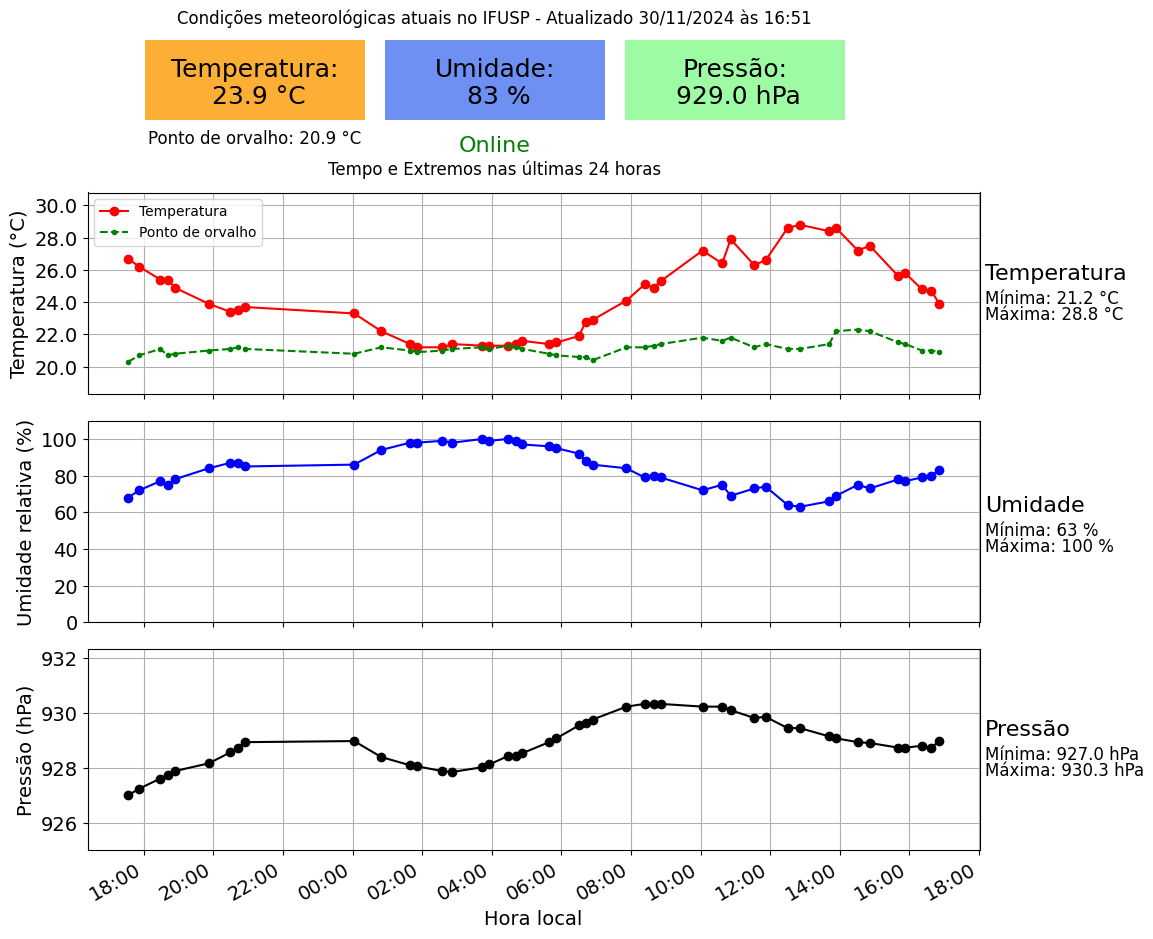 Condições meteorológicas atuais no IFUSP - Atualizado 30/11/2024 às 16:51
Temperatura:
23.9 °C
Umidade:
83 %
Pressão:
929.0 hPa
Ponto de orvalho: 20.9 °C
Online
Tempo e Extremos nas últimas 24 horas
Temperatura (°C)
30.0
28.0
26.0
24.0
22.0
20.0
Temperatura
Ponto de orvalho
Temperatura
Mínima: 21.2 °C
Máxima: 28.8 °C
Umidade relativa (%)
100
80
60
40
20
0
Umidade
Mínima: 63 %
Máxima: 100 %
Pressão (hPa)
932
930
928
926
Pressão
Mínima: 927.0 hPa
Máxima: 930.3 hPa
18:00 20:00 22:00 00:00 02:00 04:00 06:00 08:00 10:00 12:00 14:00 16:00 18:00
Hora local